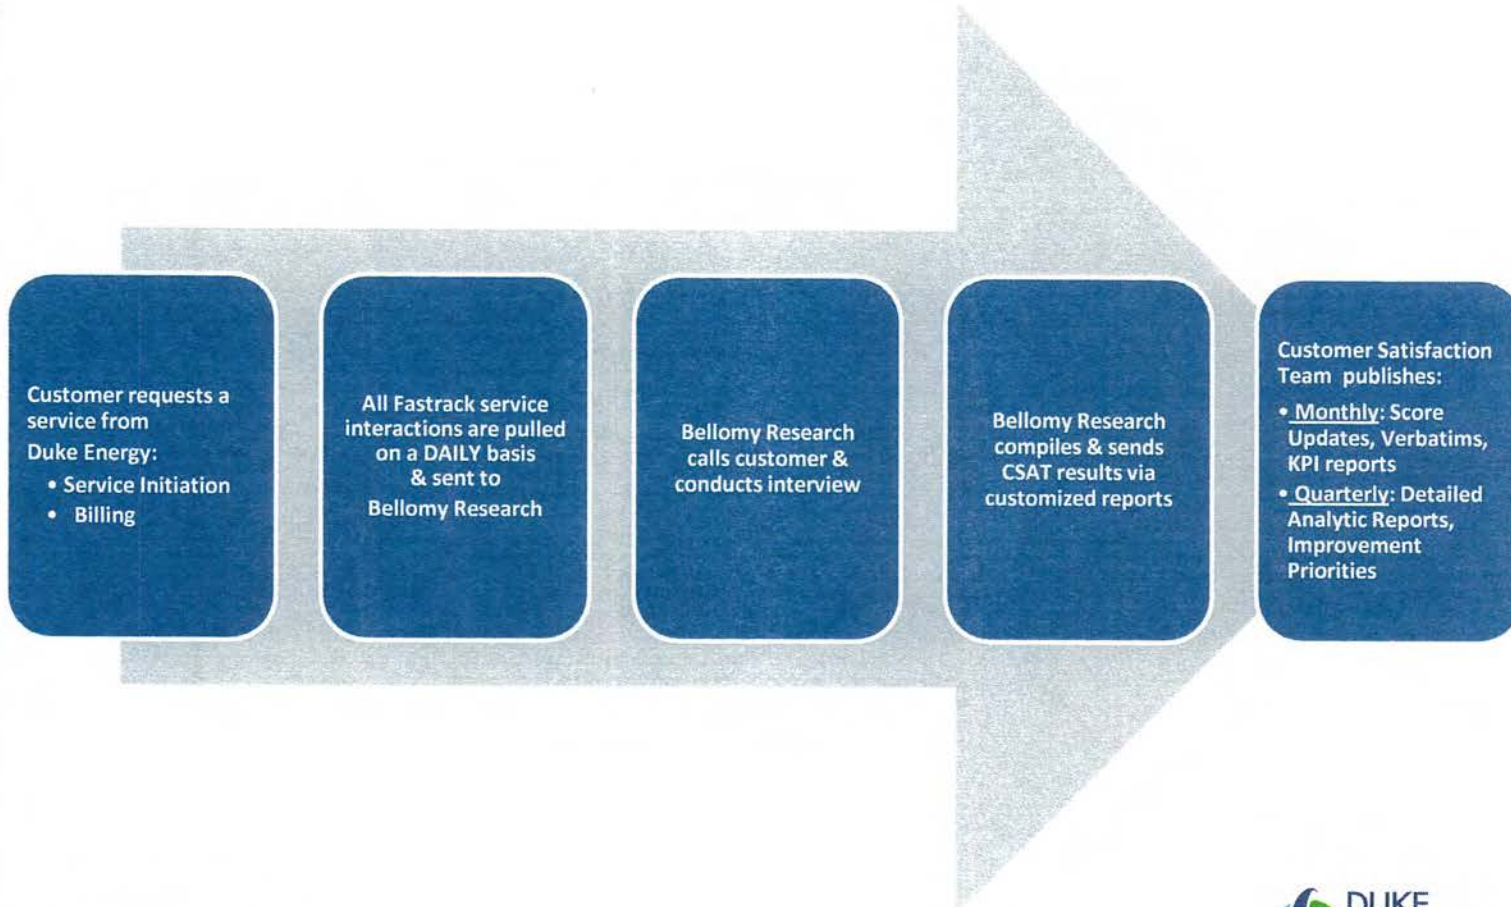 Customer requests a
service from
Duke Energy:
• Service Initiation
• Billing
All Fastrack service
interactions are pulled
on a DAILY basis
& sent to
Bellomy Research
Bellomy Research
calls customer &
conducts interview
Bellomy Research
compiles & sends
CSAT results via
customized reports
Customer Satisfaction
Team publishes:
• Monthly: Score
Updates, Verbatims,
KPI reports
• Quarterly: Detailed
Analytic Reports,
Improvement
Priorities
DUKE